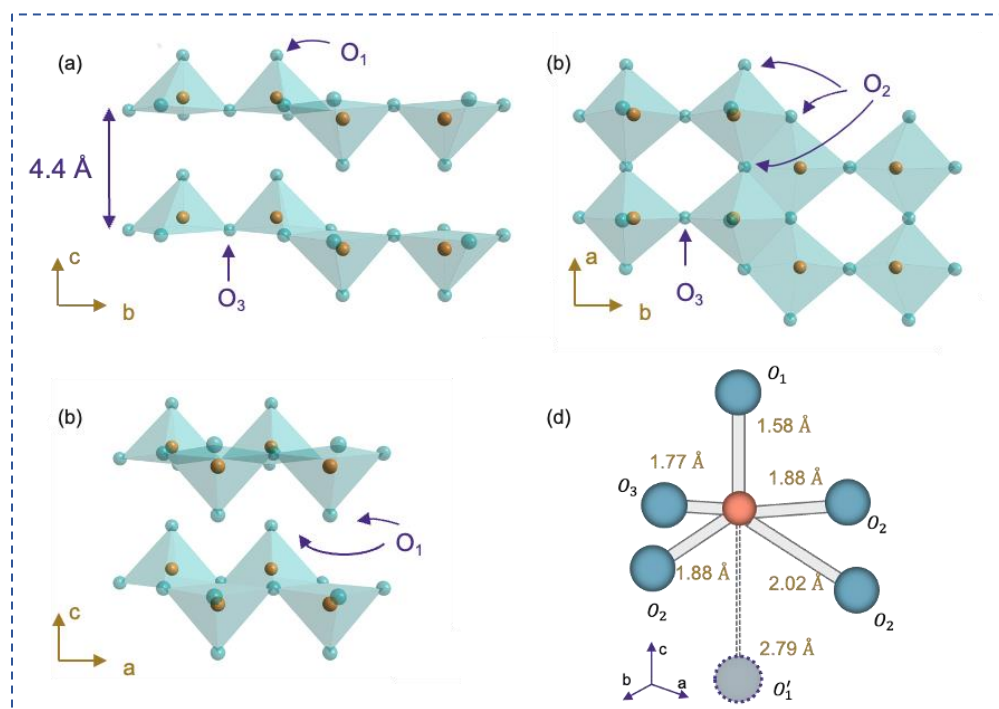 (a)
O₁
4.4 Å
O₃
c
b
(b)
O₂
O₃
a
b
(b)
O₁
c
a
(d)
O₁
1.58 Å
1.77 Å
1.88 Å
O₃
O₂
1.88 Å
2.02 Å
O₂
O₂
2.79 Å
O₁′
c
b
a